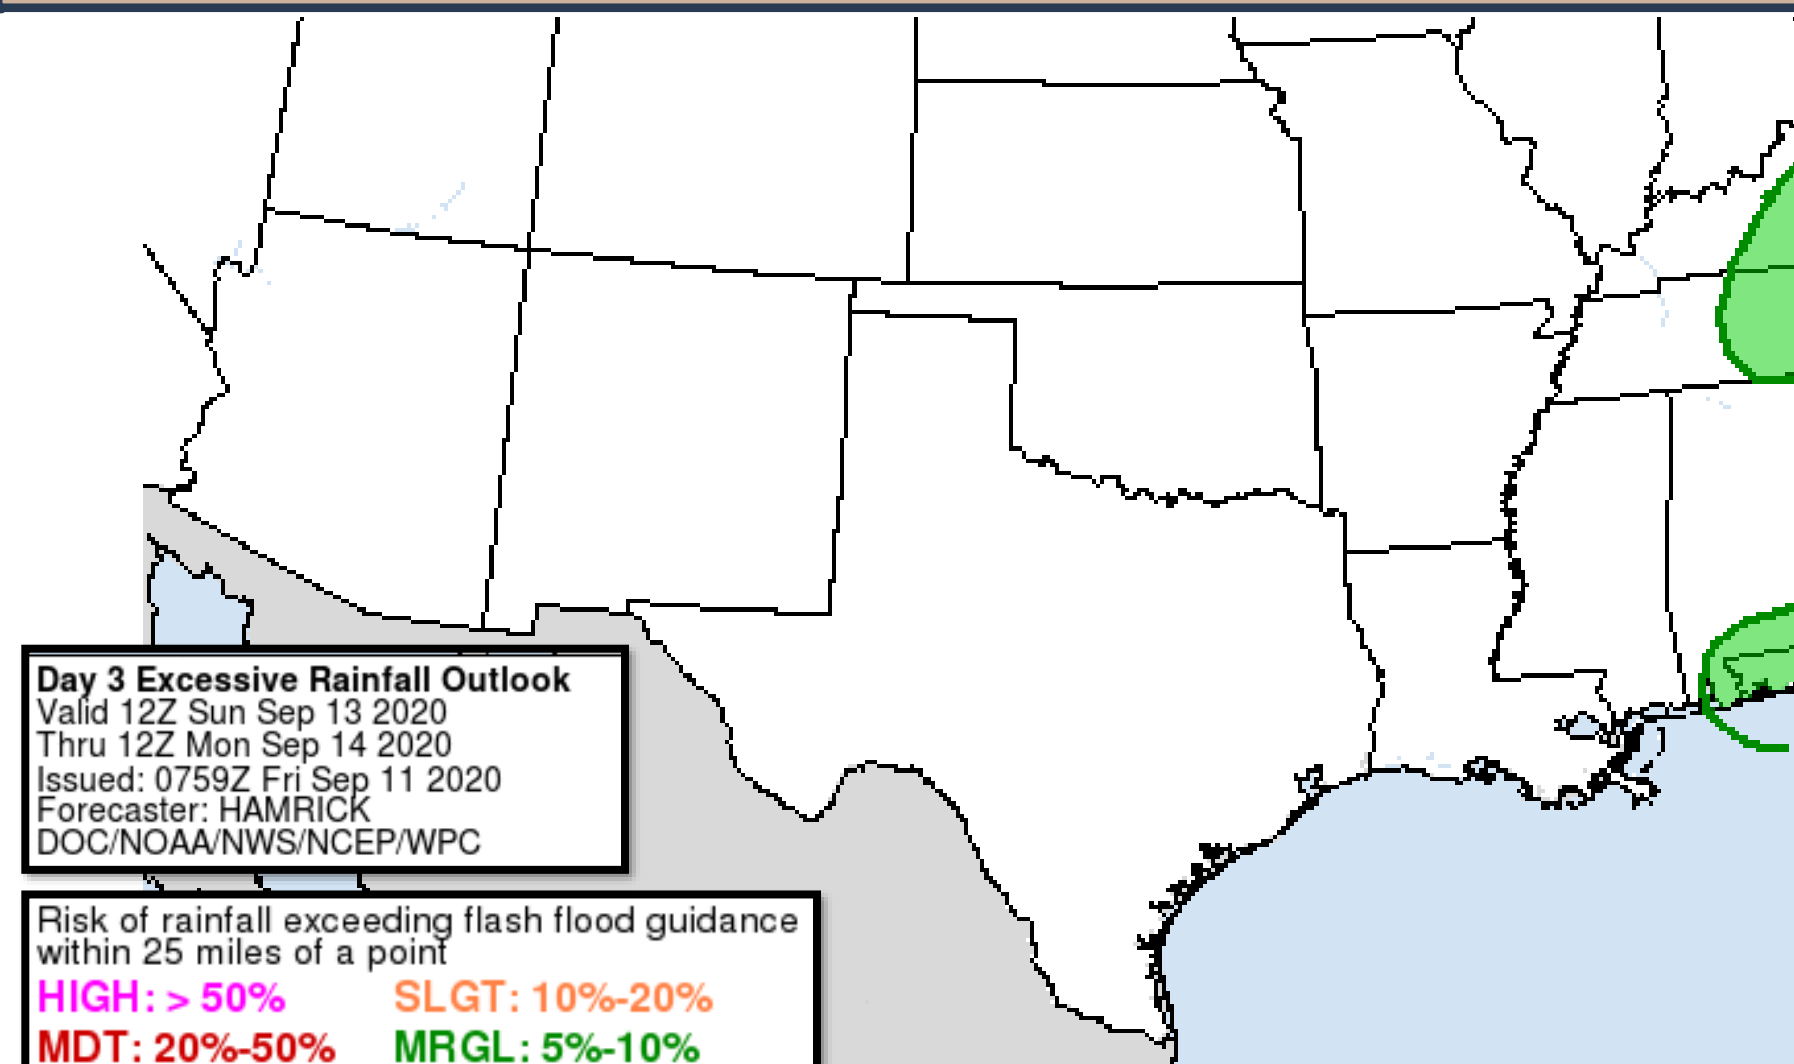 Day 3 Excessive Rainfall Outlook
Valid 12Z Sun Sep 13 2020
Thru 12Z Mon Sep 14 2020
Issued: 0759Z Fri Sep 11 2020
Forecaster: HAMRICK
DOC/NOAA/NWS/NCEP/WPC
Risk of rainfall exceeding flash flood guidance
within 25 miles of a point
HIGH: > 50% SLGT: 10%-20%
MDT: 20%-50% MRGL: 5%-10%